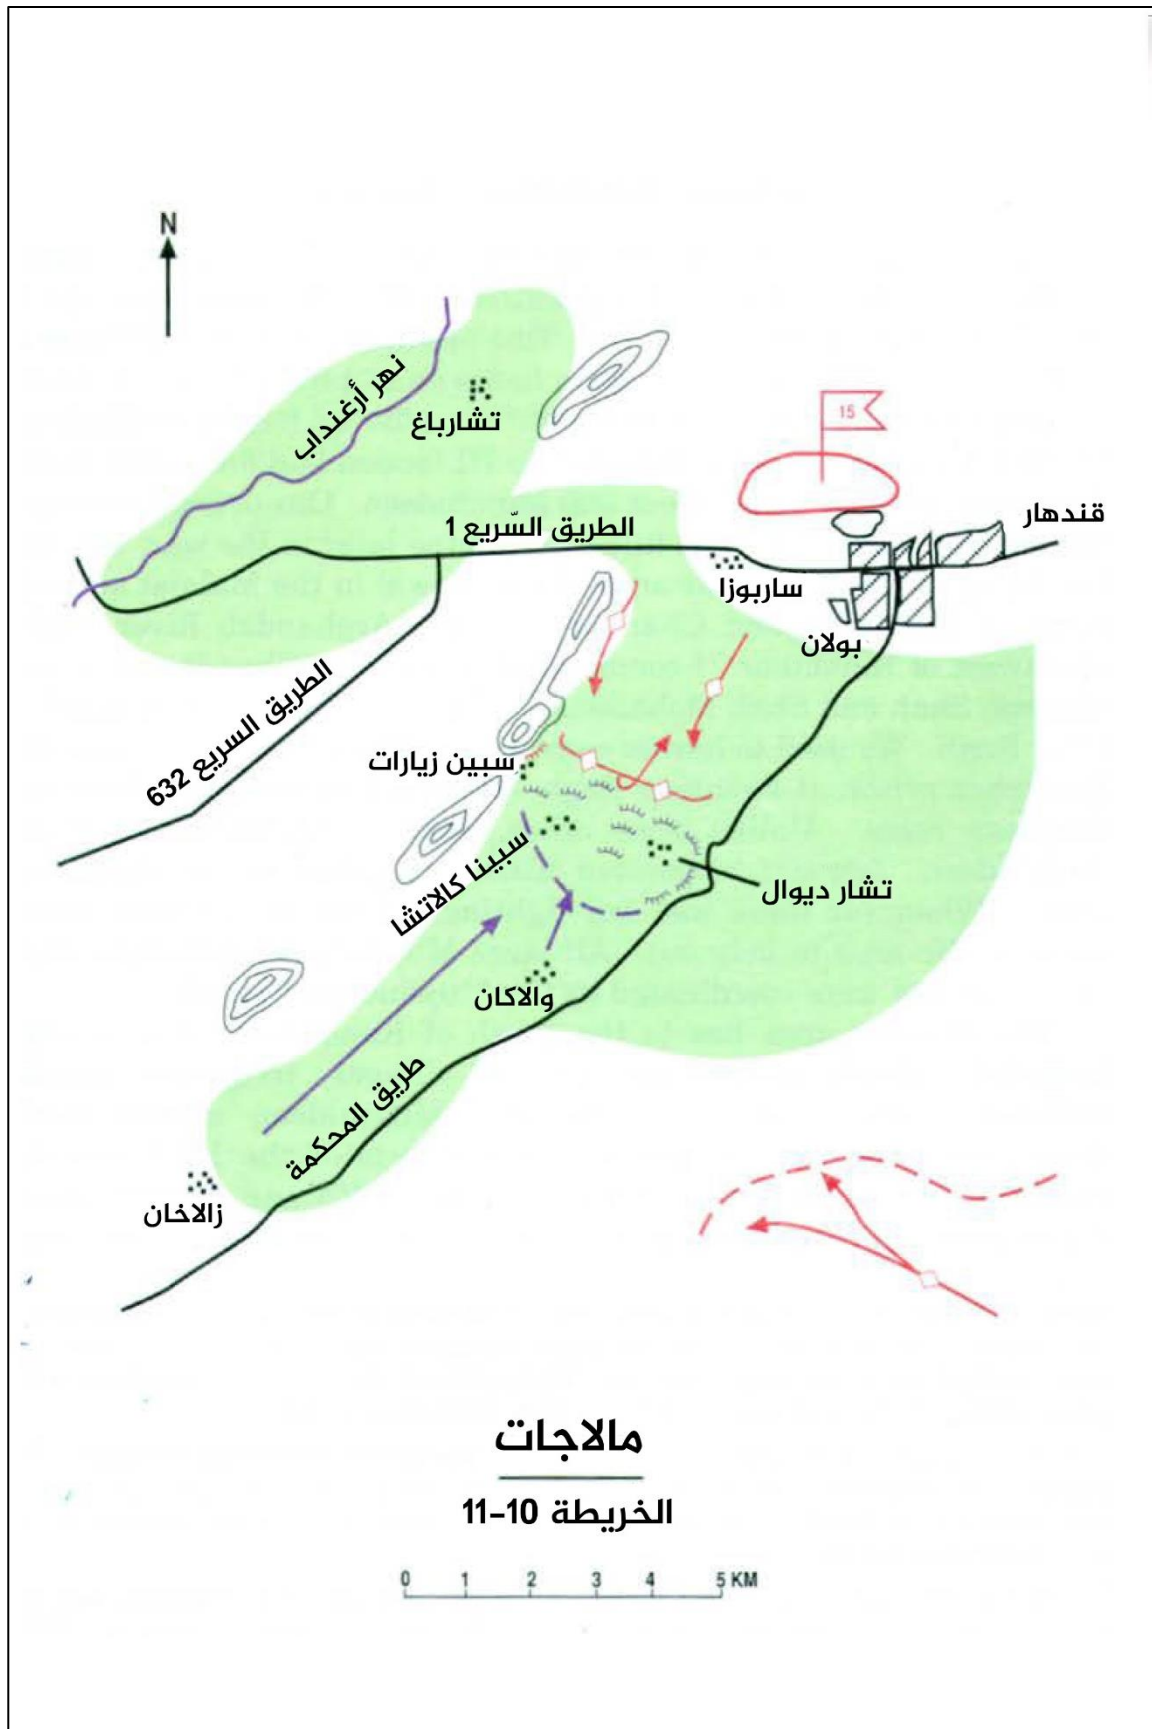 N
نهر أرغنداب
تشارباغ
15
قندهار
الطريق السّريع 1
ساربوزا
بولان
الطريق السريع 632
سبين زيارات
سبينا كالاتشا
تشار ديوال
والاكان
طريق المحكمة
زالاخان
مالاجات
الخريطة 10-11
0 1 2 3 4 5 KM